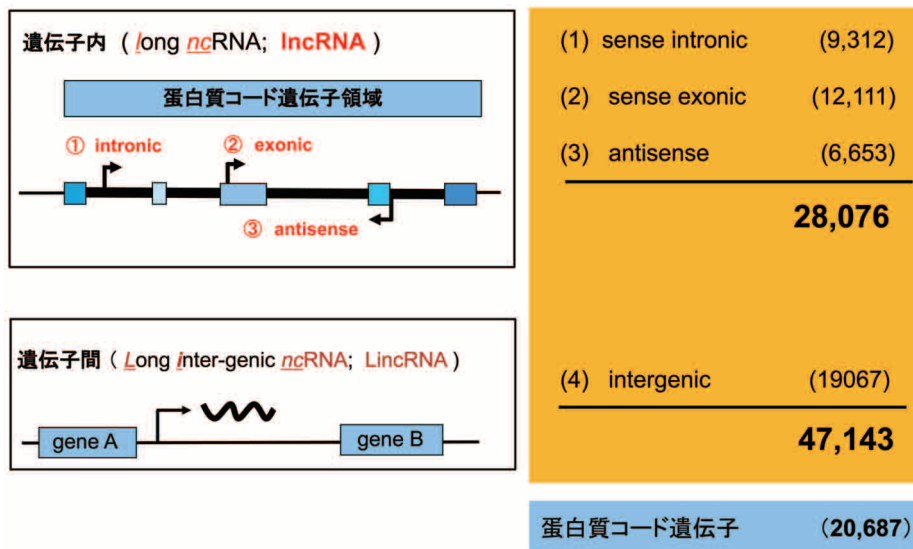 遺伝子内 ( long ncRNA; lncRNA )
蛋白質コード遺伝子領域
① intronic
② exonic
③ antisense
遺伝子間 ( Long inter-genic ncRNA; LincRNA )
gene A
gene B
(1) sense intronic (9,312)
(2) sense exonic (12,111)
(3) antisense (6,653)
28,076
(4) intergenic (19067)
47,143
蛋白質コード遺伝子 (20,687)